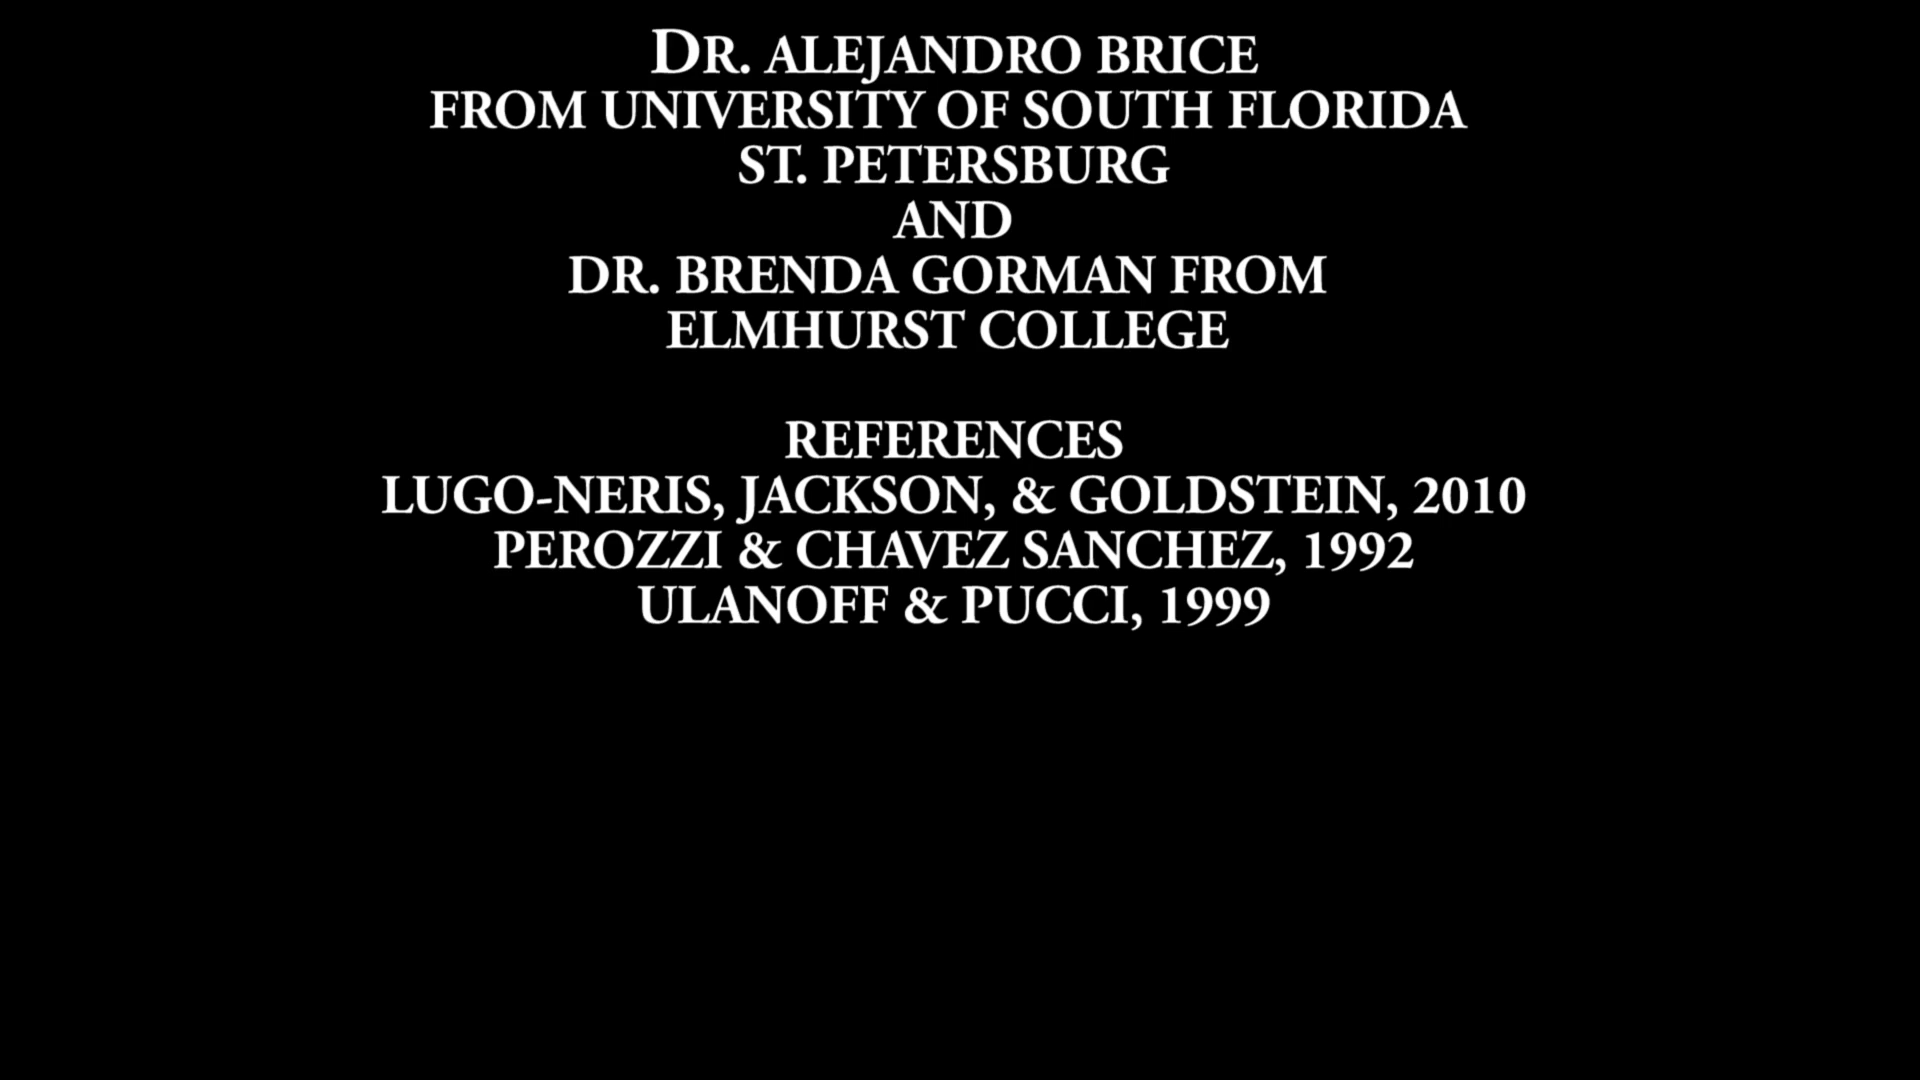 DR. ALEJANDRO BRICE
FROM UNIVERSITY OF SOUTH FLORIDA
ST. PETERSBURG
AND
DR. BRENDA GORMAN FROM
ELMHURST COLLEGE
REFERENCES
LUGO-NERIS, JACKSON, & GOLDSTEIN, 2010
PEROZZI & CHAVEZ SANCHEZ, 1992
ULANOFF & PUCCI, 1999